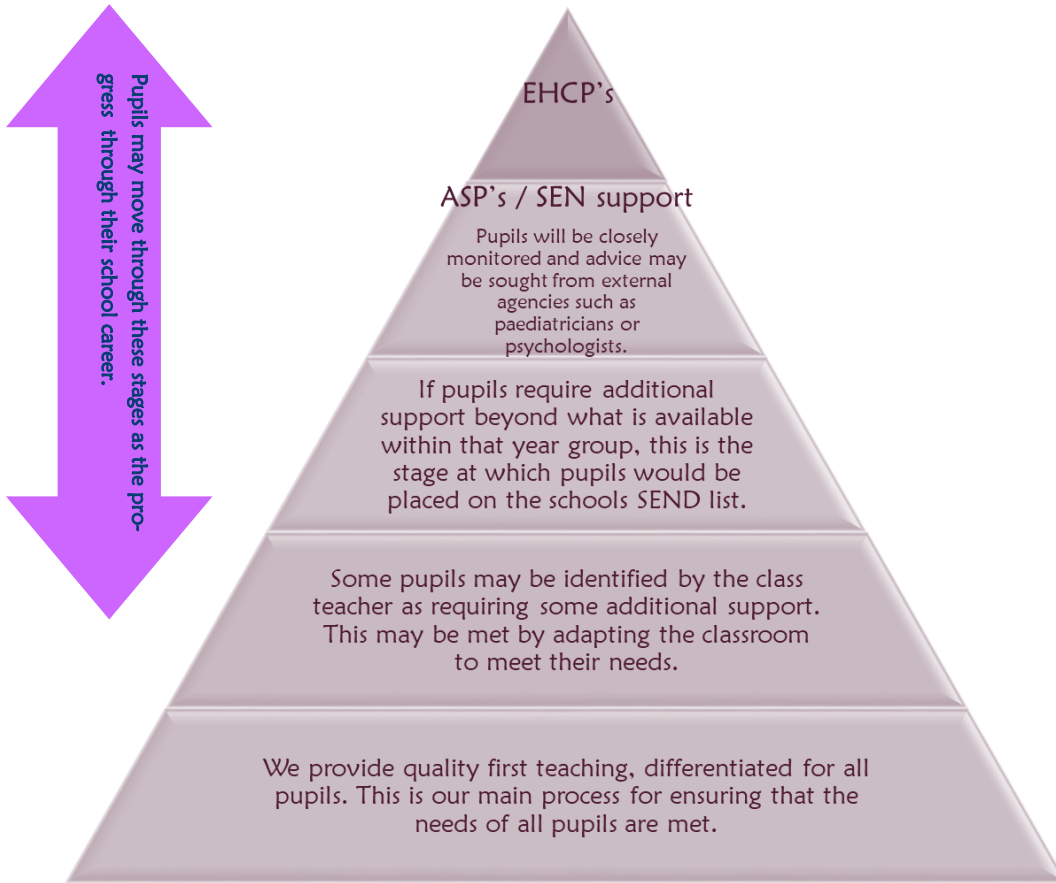 Pupils may move through these stages as the pro-
gress through their school career.
EHCP's
ASP's / SEN support
Pupils will be closely
monitored and advice may
be sought from external
agencies such as
paediatricians or
psychologists.
If pupils require additional
support beyond what is available
within that year group, this is the
stage at which pupils would be
placed on the schools SEND list.
Some pupils may be identified by the class
teacher as requiring some additional support.
This may be met by adapting the classroom
to meet their needs.
We provide quality first teaching, differentiated for all
pupils. This is our main process for ensuring that the
needs of all pupils are met.